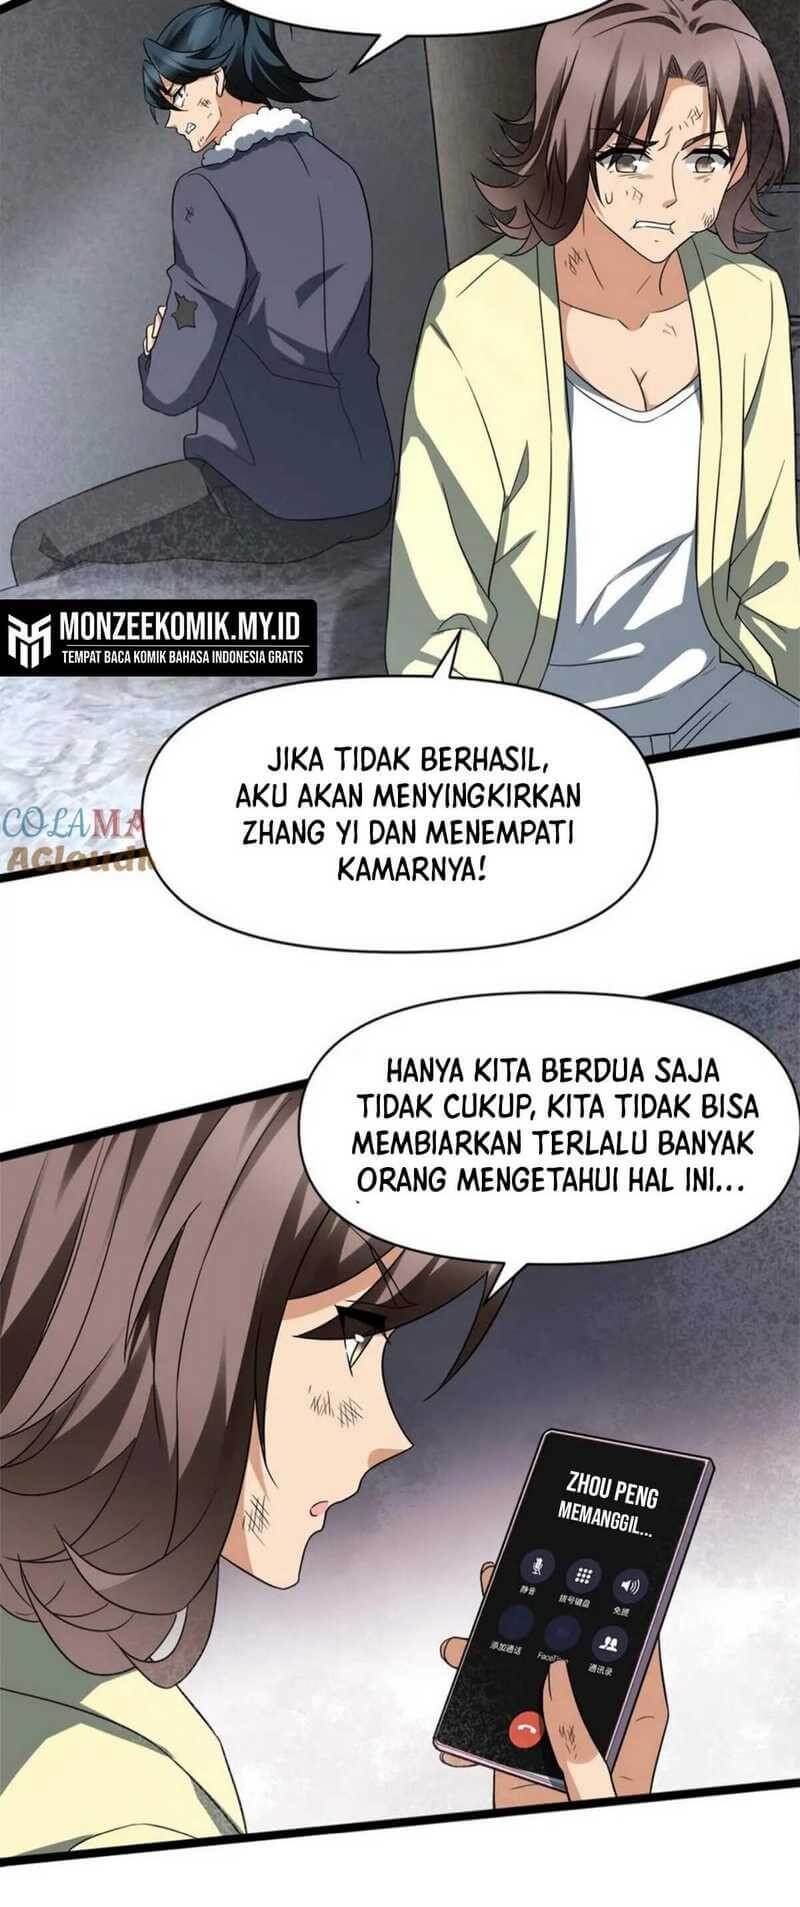 MONZEEKOMIK.MY.ID
TEMPAT BACA KOMIK BAHASA INDONESIA GRATIS
JIKA TIDAK BERHASIL,
AKU AKAN MENYINGKIRKAN
ZHANG YI DAN MENEMPATI
KAMARNYA!
COLAMA
ACloud
HANYA KITA BERDUA SAJA
TIDAK CUKUP, KITA TIDAK BISA
MEMBIARKAN TERLALU BANYAK
ORANG MENGETAHUI HAL INI...
ZHOU PENG
MEMANGGIL...
静音
拨号键盘
免提
添加通话
FaceTime
通讯录